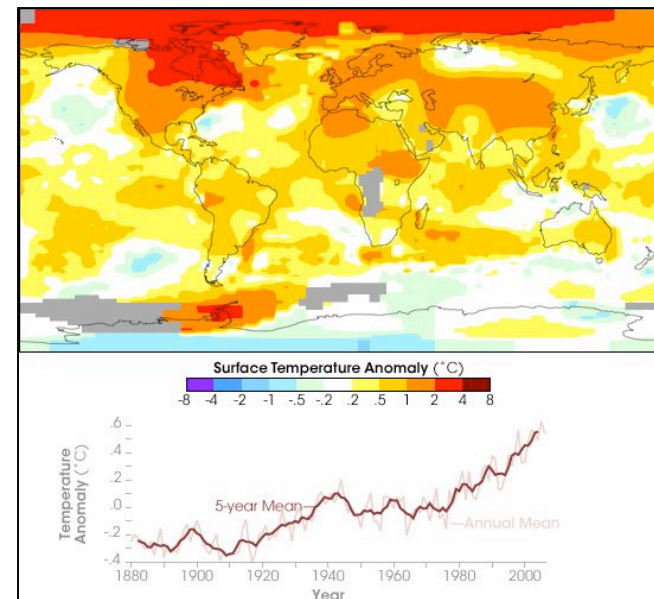 Surface Temperature Anomaly (˚C)
-8 -4 -2 -1 -.5 -.2 .2 .5 1 2 4 8
Temperature
Anomaly (˚C)
.6
.4
.2
.0
-.2
-.4
5-year Mean
Annual Mean
1880 1900 1920 1940 1960 1980 2000
Year